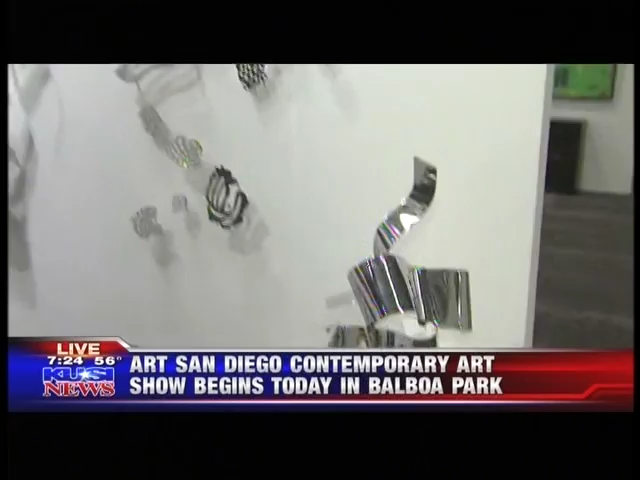 LIVE
7:24 56°
KUSI
NEWS
ART SAN DIEGO CONTEMPORARY ART
SHOW BEGINS TODAY IN BALBOA PARK